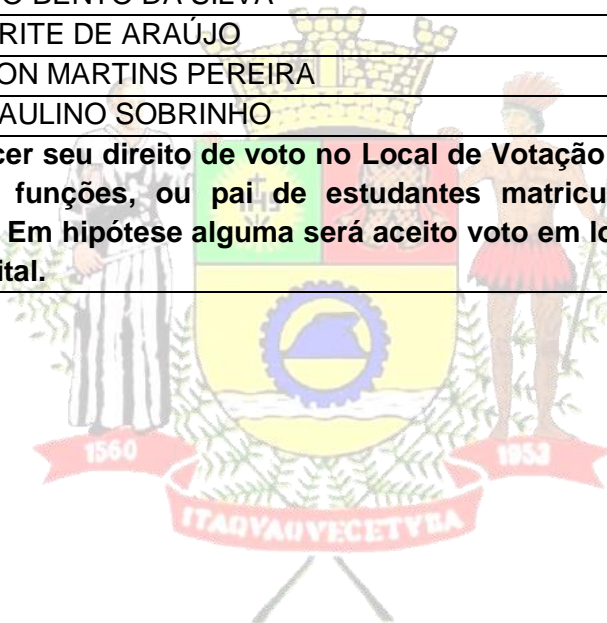 O BENTO DA SILVA
RITE DE ARAÚJO
ON MARTINS PEREIRA
AULINO SOBRINHO
cer seu direito de voto no Local de Votação
funções, ou pai de estudantes matricu
Em hipótese alguma será aceito voto em lo
ital.
1560
1953
ITAQVAQVECETVBA